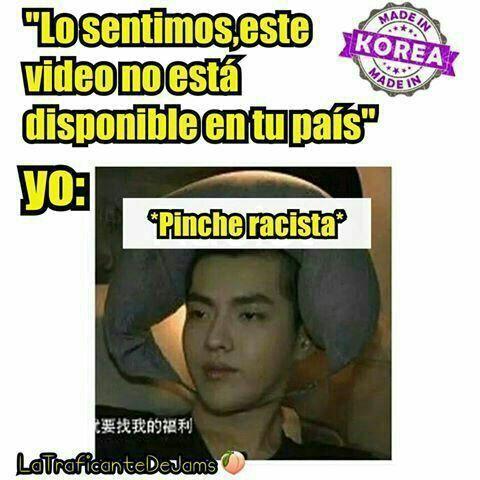 "Lo sentimos,este
video no está
disponible en tu país"
MADE IN
KOREA
MADE IN
yo:
*Pinche racista*
要找我的福利
LaTraficanteDeJams🍑